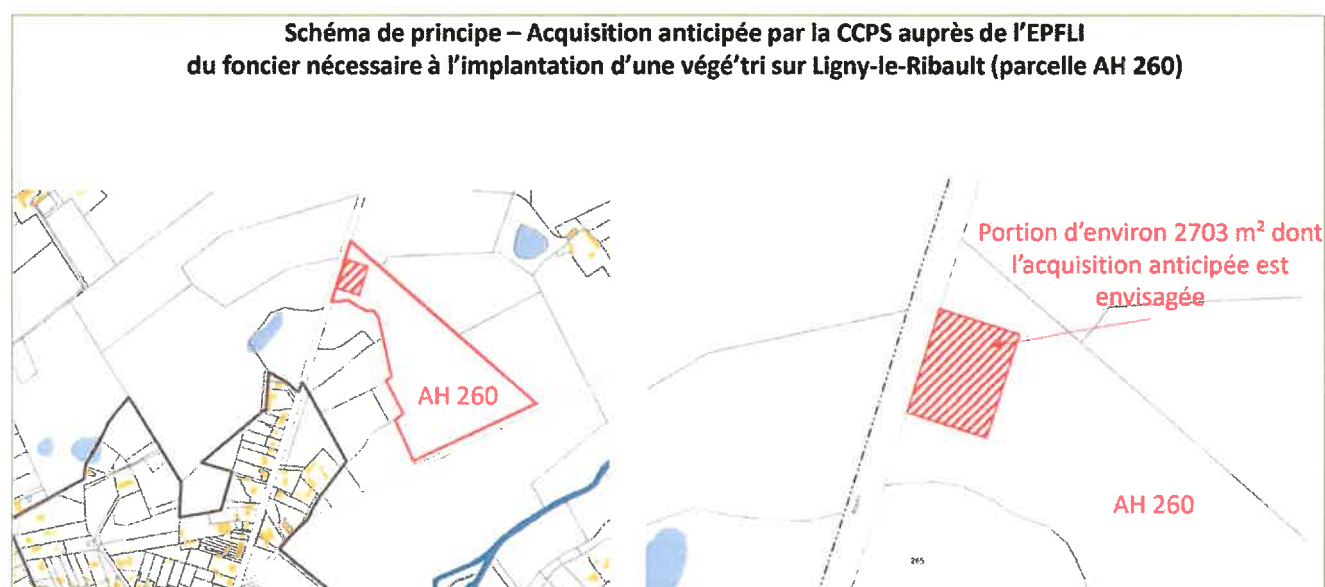 Schéma de principe – Acquisition anticipée par la CCPS auprès de l'EPFLI
du foncier nécessaire à l'implantation d'une végé'tri sur Ligny-le-Ribault (parcelle AH 260)
Portion d'environ 2703 m² dont
l'acquisition anticipée est
envisagée
AH 260
AH 260
265